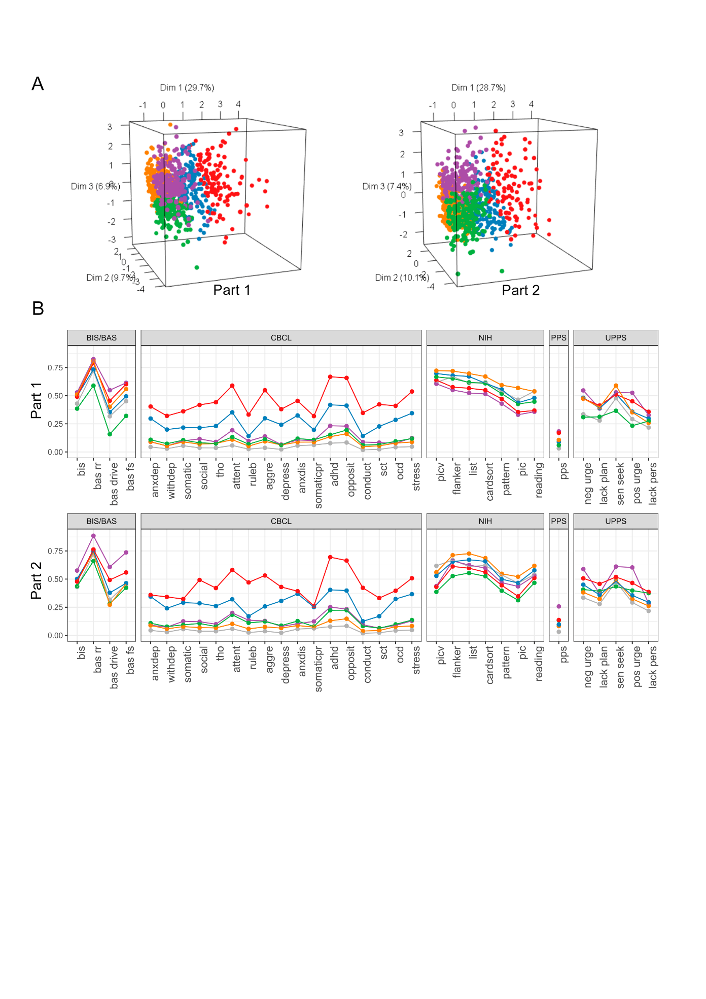 A
Dim 1 (29.7%)
-1 0 1 2 3 4
3
2
1
0
Dim 3 (6.9%)
-1
-2
-3
2
1
0
-1
-2
-3
Dim 2 (9.7%)
-4
Part 1
Dim 1 (28.7%)
-1 0 1 2 3 4
3
2
1
Dim 3 (7.4%)
0
-1
-2
2
0
-2
Dim 2 (10.1%)
-4
Part 2
B
BIS/BAS CBCL NIH PPS UPPS
Part 1
0.75
0.50
0.25
0.00
bis bas rr bas drive bas fs anxdep withdep somatic social tho attent ruleb aggre depress anxdis somaticpr adhd opposit conduct sct ocd stress picv flanker list cardsort pattern pic reading pps neg urge lack plan sen seek pos urge lack pers
BIS/BAS CBCL NIH PPS UPPS
Part 2
0.75
0.50
0.25
0.00
bis bas rr bas drive bas fs anxdep withdep somatic social tho attent ruleb aggre depress anxdis somaticpr adhd opposit conduct sct ocd stress picv flanker list cardsort pattern pic reading pps neg urge lack plan sen seek pos urge lack pers